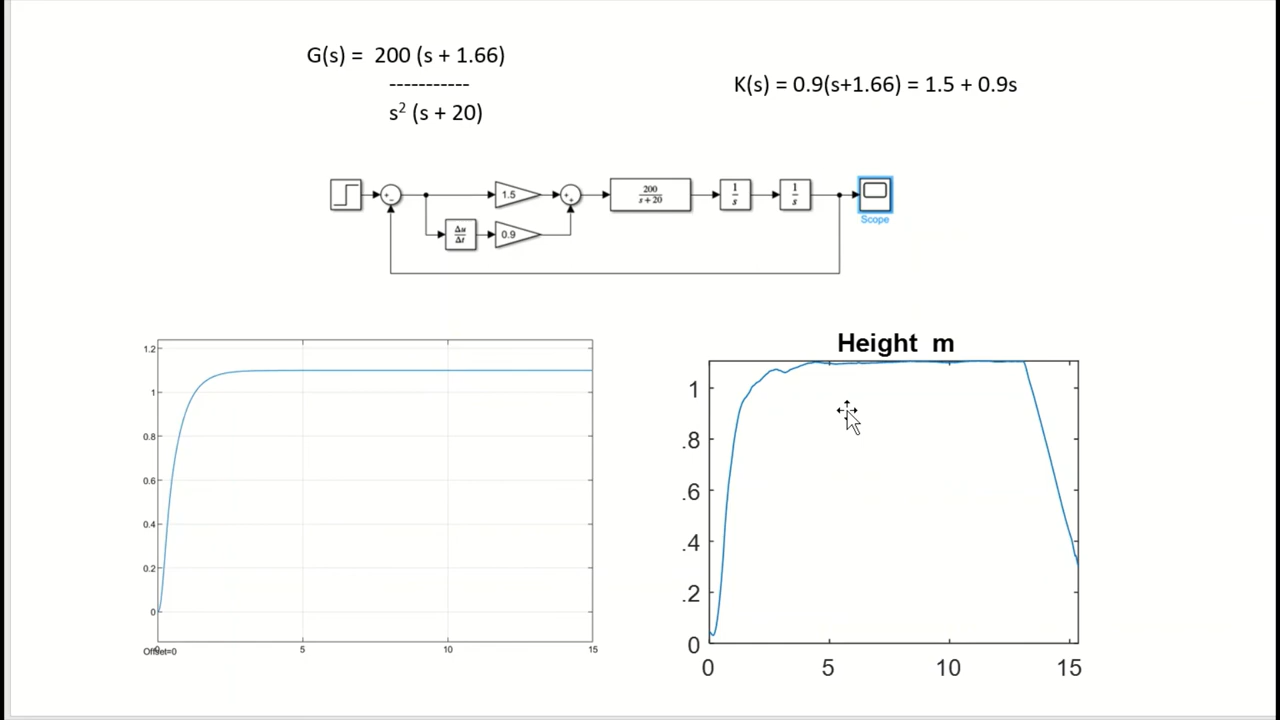 G(s) = 200 (s + 1.66)
-----------
s² (s + 20)
K(s) = 0.9(s+1.66) = 1.5 + 0.9s
+-
1.5
++
200
s + 20
1
s
1
s
Δu
Δt
0.9
Scope
1.2
1
0.8
0.6
0.4
0.2
0
0
5
10
15
Offset=0
Height m
1
.8
.6
.4
.2
0
0
5
10
15